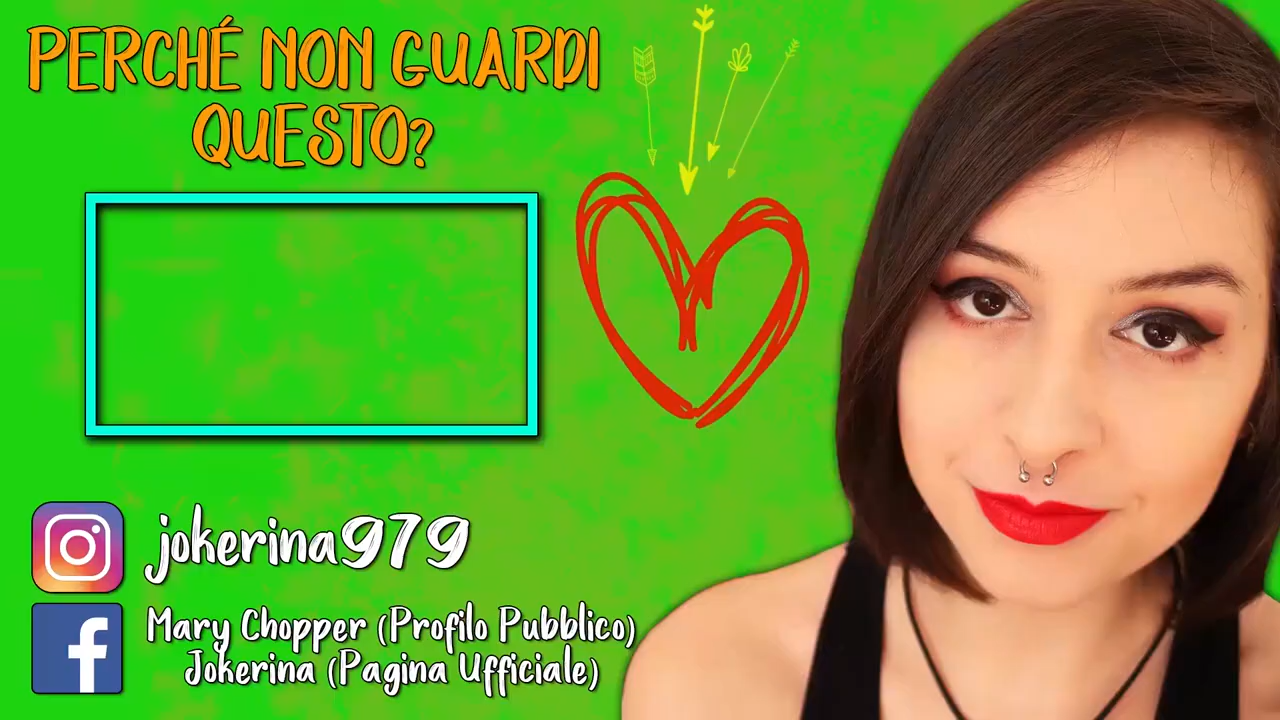 PERCHÉ NON GUARDI
QUESTO?
jokerina979
Mary Chopper (Profilo Pubblico)
Jokerina (Pagina Ufficiale)